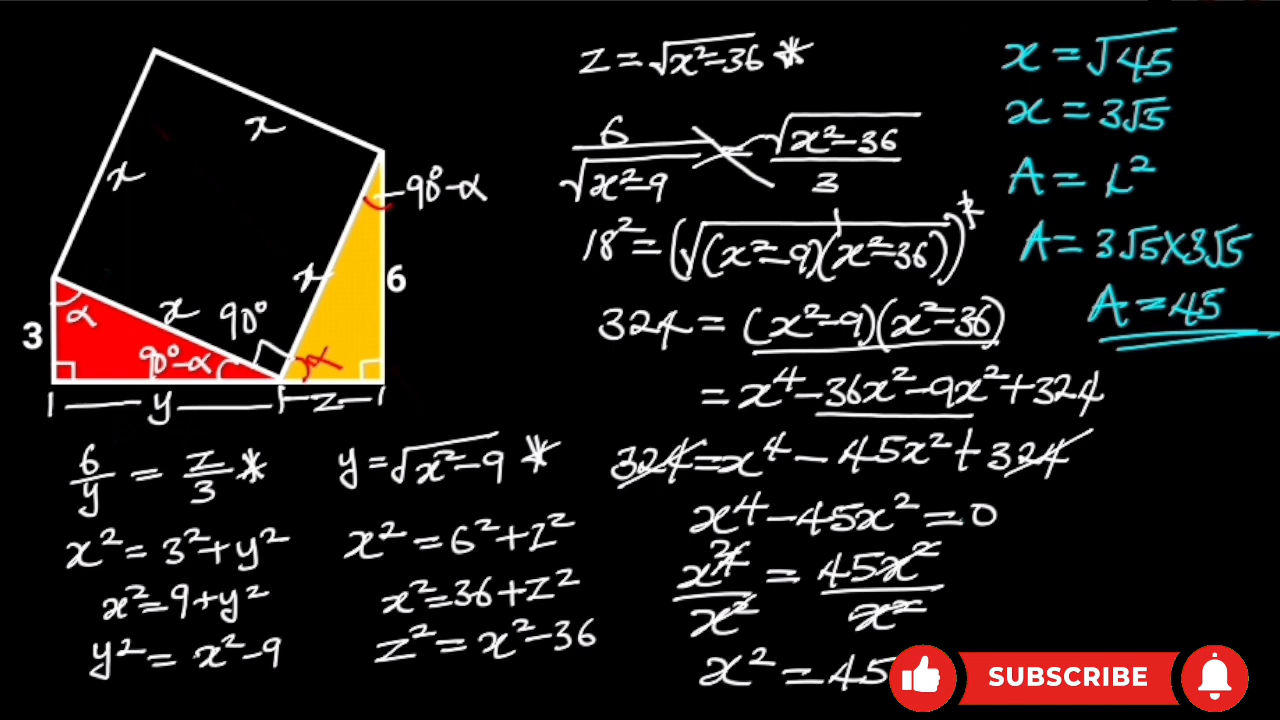 x
x
90°-α
x
6
α
x
90°
3
90°-α
α
y
z
6/y = z/3 *
x² = 3²+y²
x² = 9+y²
y² = x²-9
y = √x²-9 *
x² = 6²+z²
x² = 36+z²
z² = x²-36
z = √x²-36 *
6/√x²-9 = √x²-36/3
18² = (√(x²-9)(x²-36))²
324 = (x²-9)(x²-36)
= x⁴-36x²-9x²+324
324 = x⁴-45x²+324
x⁴-45x² = 0
x⁴/x² = 45x²/x²
x² = 45
x = √45
x = 3√5
A = L²
A = 3√5×3√5
A = 45
SUBSCRIBE